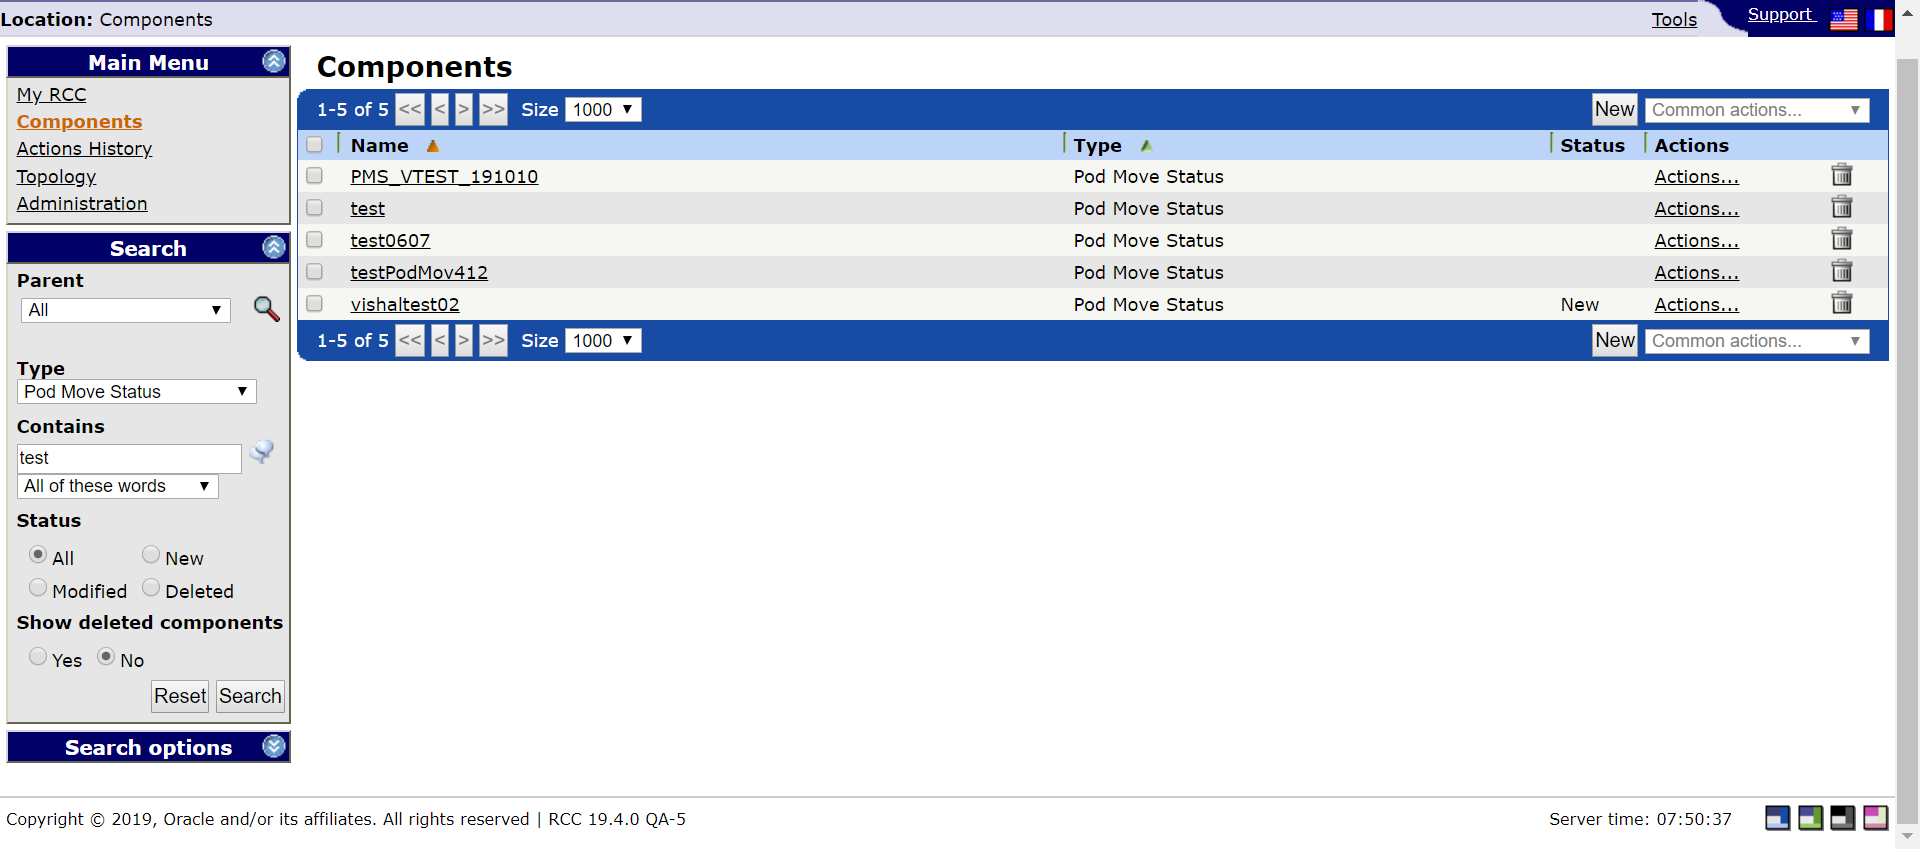 Location: Components
Tools
Support
Main Menu
My RCC
Components
Actions History
Topology
Administration
Search
Parent
All
Type
Pod Move Status
Contains
test
All of these words
Status
All New
Modified Deleted
Show deleted components
Yes No
Reset Search
Search options
Components
1-5 of 5 << < > >> Size 1000 New Common actions...
Name Type Status Actions
PMS_VTEST_191010 Pod Move Status Actions...
test Pod Move Status Actions...
test0607 Pod Move Status Actions...
testPodMov412 Pod Move Status Actions...
vishaltest02 Pod Move Status New Actions...
1-5 of 5 << < > >> Size 1000 New Common actions...
Copyright © 2019, Oracle and/or its affiliates. All rights reserved | RCC 19.4.0 QA-5
Server time: 07:50:37